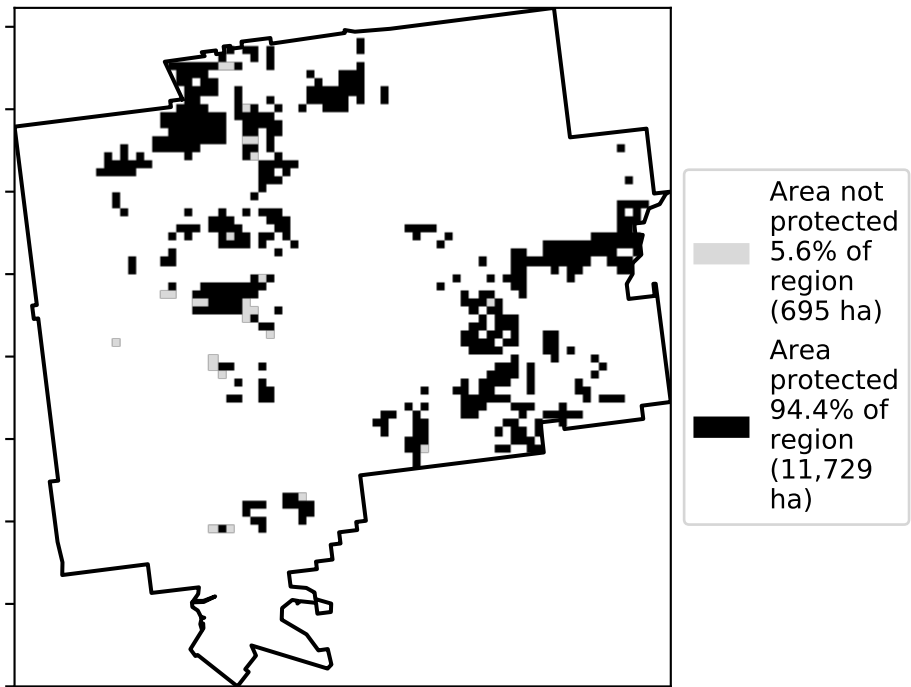 Area not
protected
5.6% of
region
(695 ha)
Area
protected
94.4% of
region
(11,729
ha)